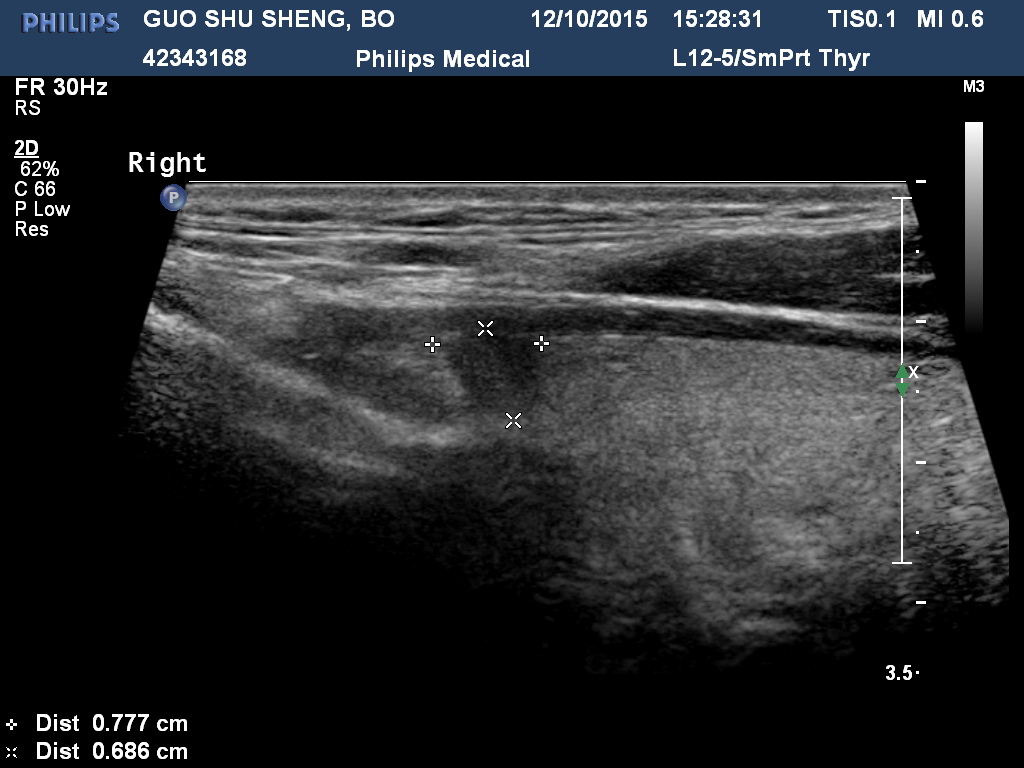 PHILIPS GUO SHU SHENG, BO 12/10/2015 15:28:31 TIS0.1 MI 0.6
42343168 Philips Medical L12-5/SmPrt Thyr
FR 30Hz M3
RS
2D
62%
C 66
P Low
Res
Right
P
x
3.5
Dist 0.777 cm
Dist 0.686 cm